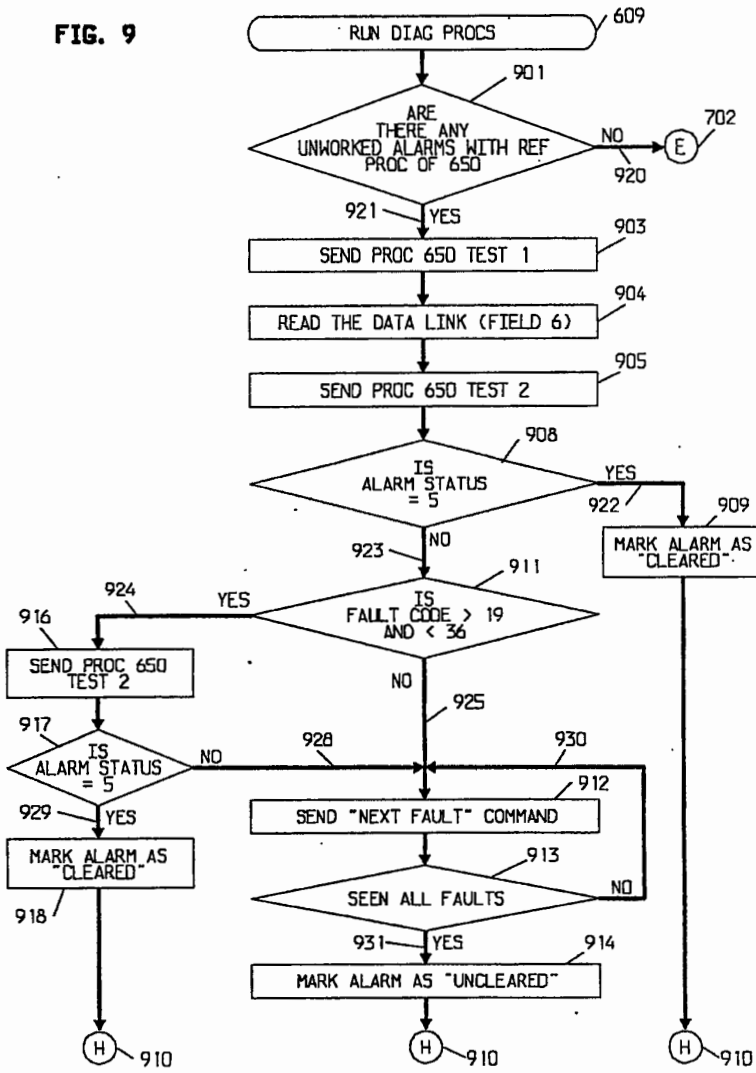 FIG. 9
RUN DIAG PROCS
609
901
ARE
THERE ANY
UNWORKED ALARMS WITH REF
PROC OF 650
NO
920
E
702
921
YES
903
SEND PROC 650 TEST 1
904
READ THE DATA LINK (FIELD 6)
905
SEND PROC 650 TEST 2
908
IS
ALARM STATUS
= 5
YES
922
909
MARK ALARM AS
"CLEARED"
NO
923
911
IS
FAULT CODE > 19
AND < 36
YES
924
916
SEND PROC 650
TEST 2
NO
925
917
IS
ALARM STATUS
= 5
NO
928
930
929
YES
912
SEND "NEXT FAULT" COMMAND
MARK ALARM AS
"CLEARED"
918
913
SEEN ALL FAULTS
NO
931
YES
914
MARK ALARM AS "UNCLEARED"
H
910
H
910
H
910